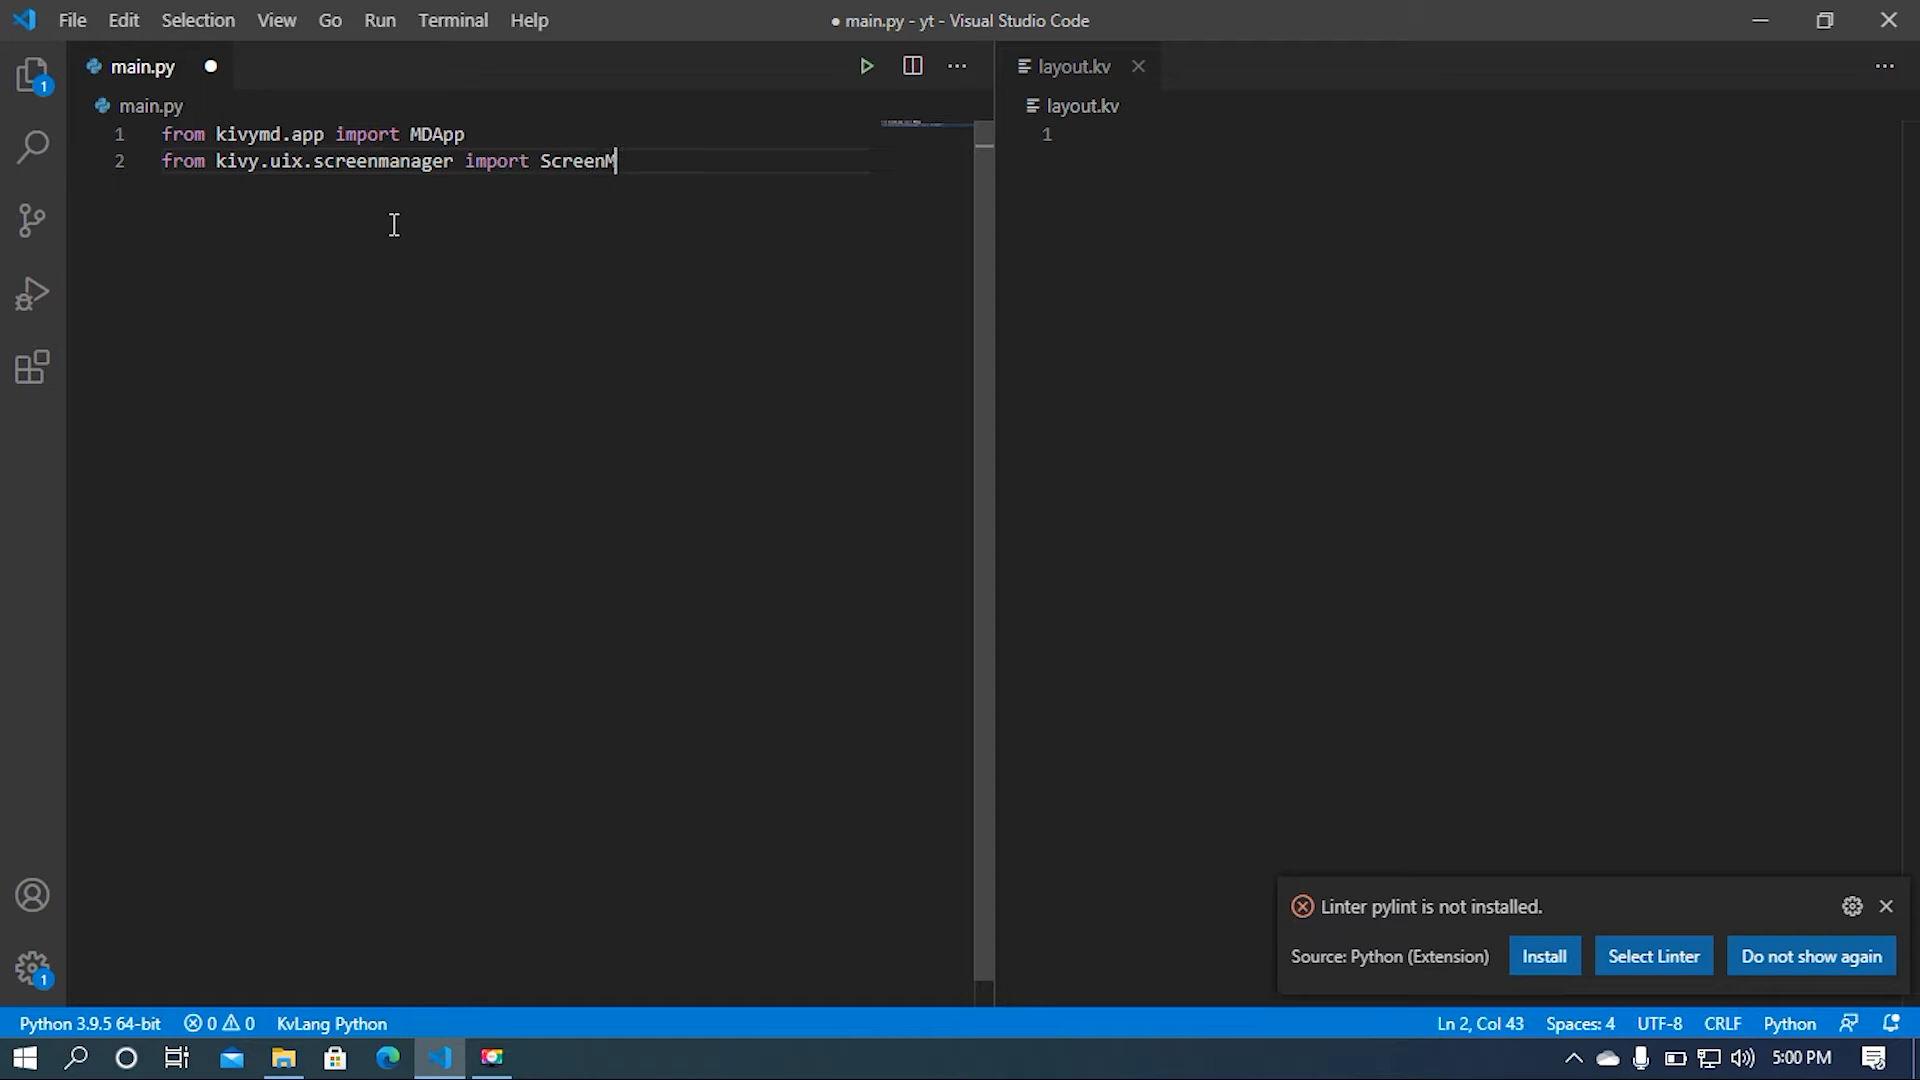 File Edit Selection View Go Run Terminal Help
● main.py - yt - Visual Studio Code
main.py
layout.kv
main.py
layout.kv
1 from kivymd.app import MDApp
2 from kivy.uix.screenmanager import ScreenM
1
1
1
Linter pylint is not installed.
Source: Python (Extension) Install Select Linter Do not show again
Python 3.9.5 64-bit 0 0 KvLang Python
Ln 2, Col 43 Spaces: 4 UTF-8 CRLF Python
5:00 PM